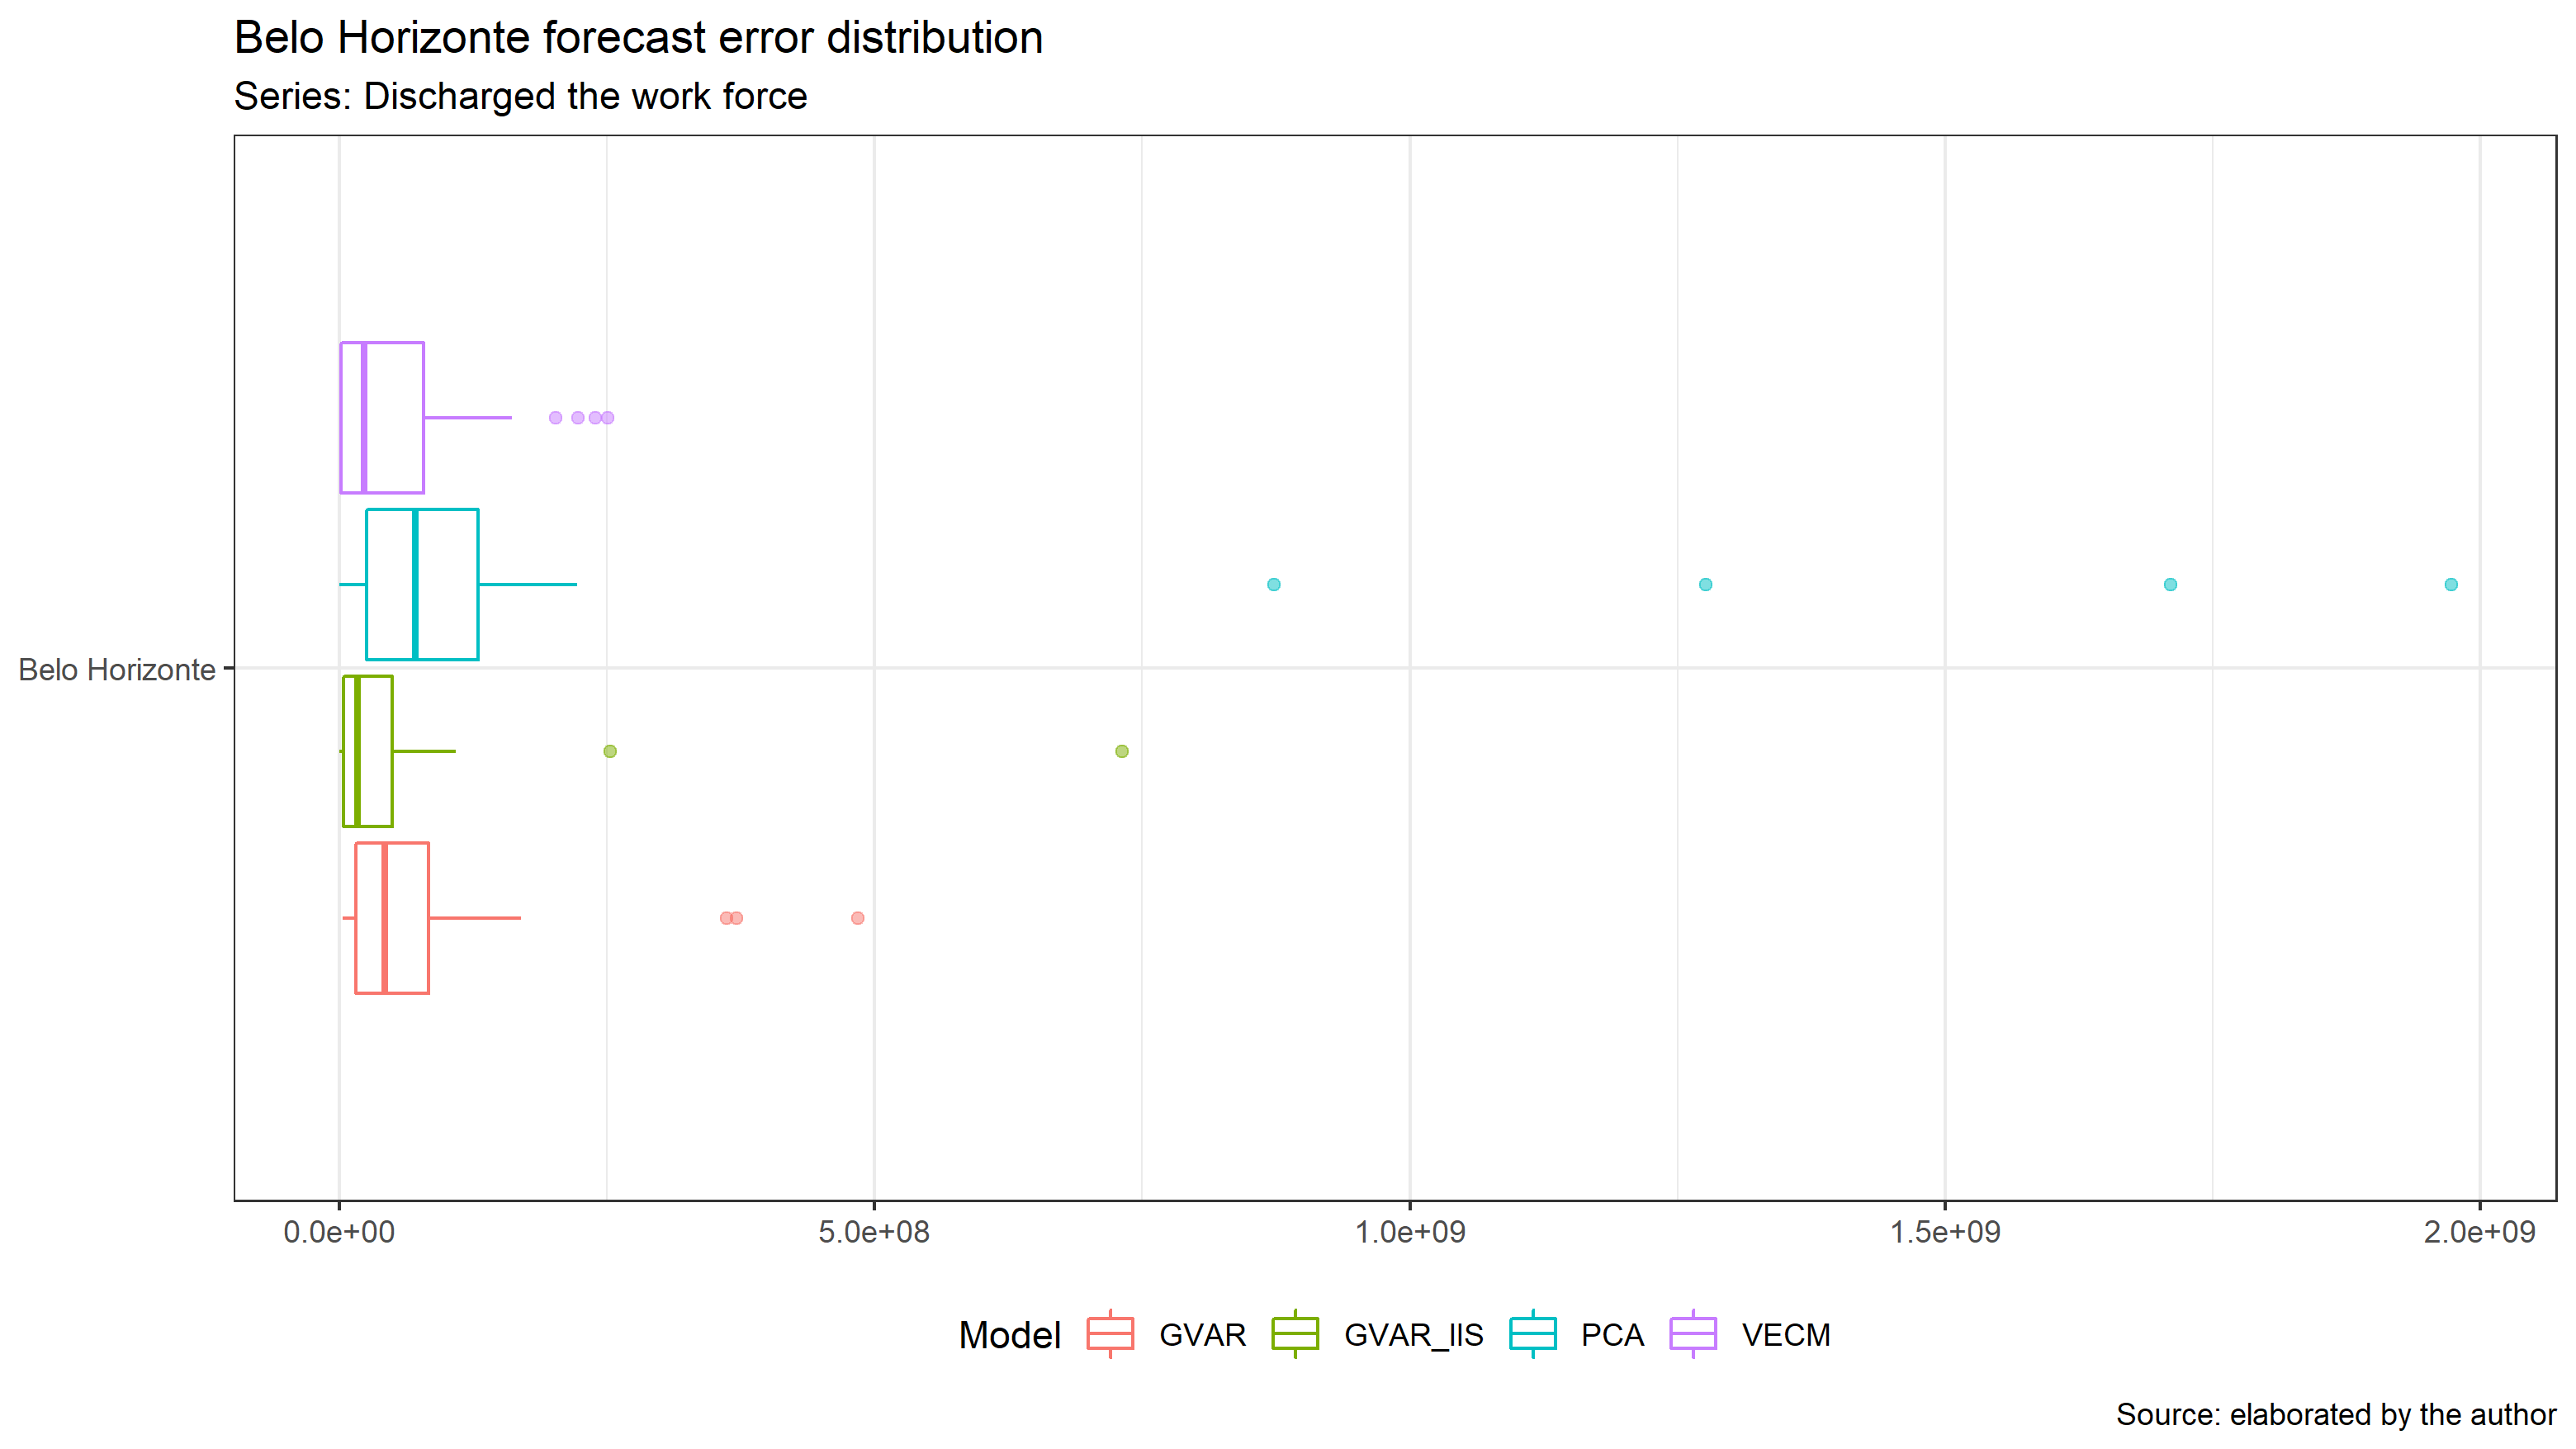 Belo Horizonte forecast error distribution
Series: Discharged the work force
Belo Horizonte
0.0e+00 5.0e+08 1.0e+09 1.5e+09 2.0e+09
Model GVAR GVAR_IIS PCA VECM
Source: elaborated by the author